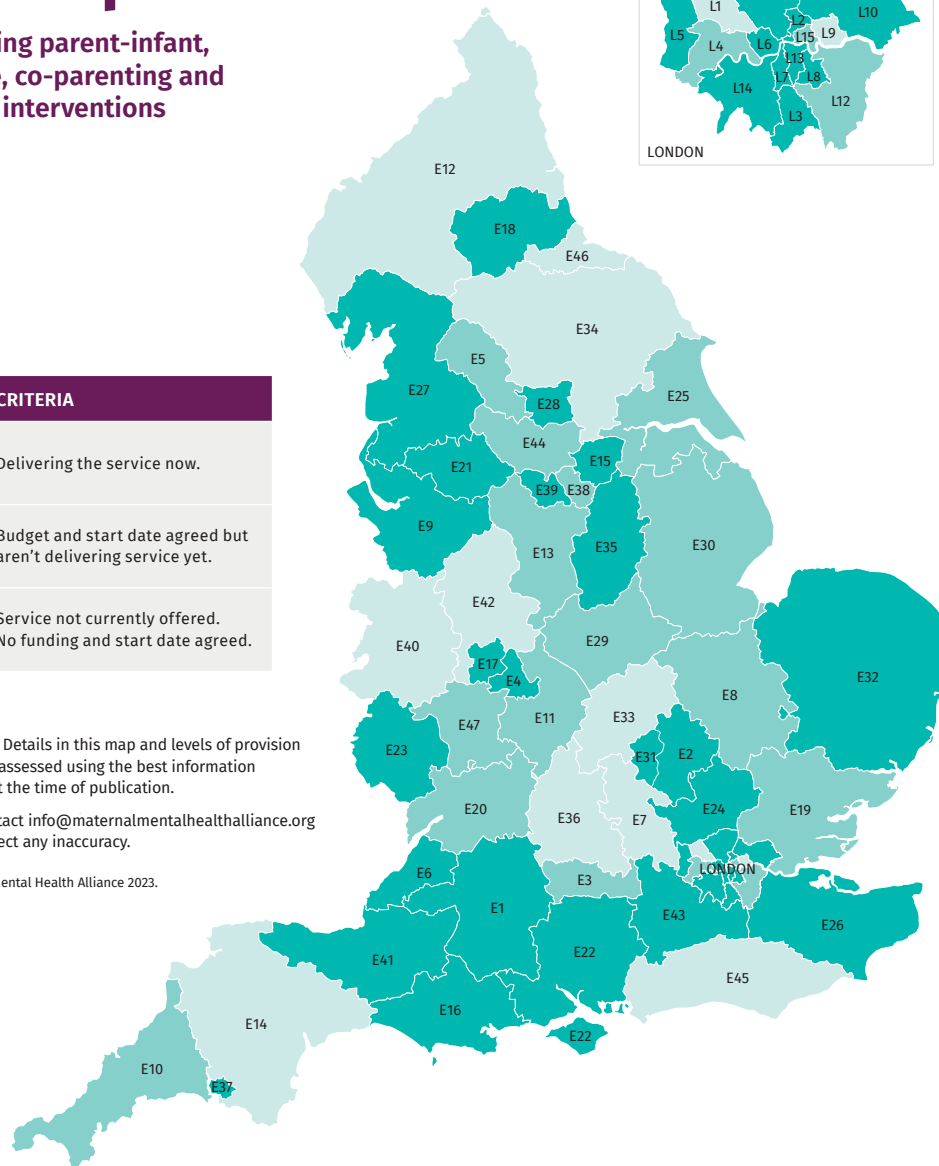 ing parent-infant,
, co-parenting and
interventions
L1
L2
L10
L5
L15
L9
L4
L6
L13
L7
L8
L14
L12
L3
LONDON
E12
E18
E46
E34
E5
E27
E28
E25
CRITERIA
E44
Delivering the service now.
E15
E21
E39
E38
E9
Budget and start date agreed but
aren't delivering service yet.
E13
E35
E30
E42
Service not currently offered.
No funding and start date agreed.
E40
E29
E17
E4
E32
E8
E33
E11
E47
Details in this map and levels of provision
assessed using the best information
t the time of publication.
E23
E31
E2
E20
E36
E7
E24
E19
tact info@maternalmentalhealthalliance.org
ect any inaccuracy.
ental Health Alliance 2023.
LONDON
E6
E3
E1
E43
E26
E22
E41
E45
E16
E14
E22
E10
E37